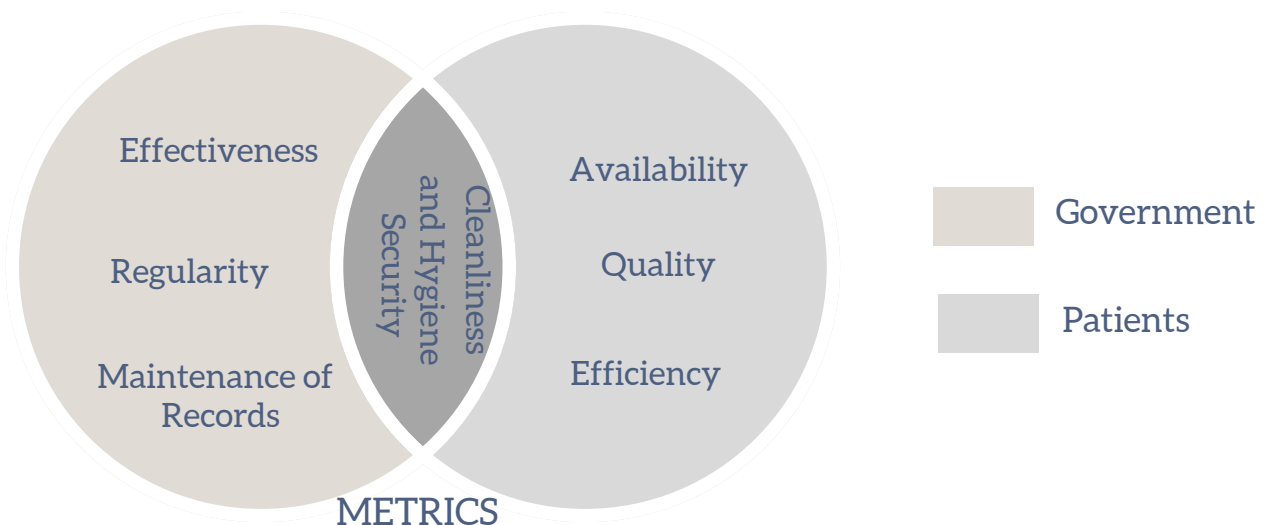 Effectiveness
Regularity
Maintenance of
Records
Cleanliness
and Hygiene
Security
Availability
Quality
Efficiency
METRICS
Government
Patients